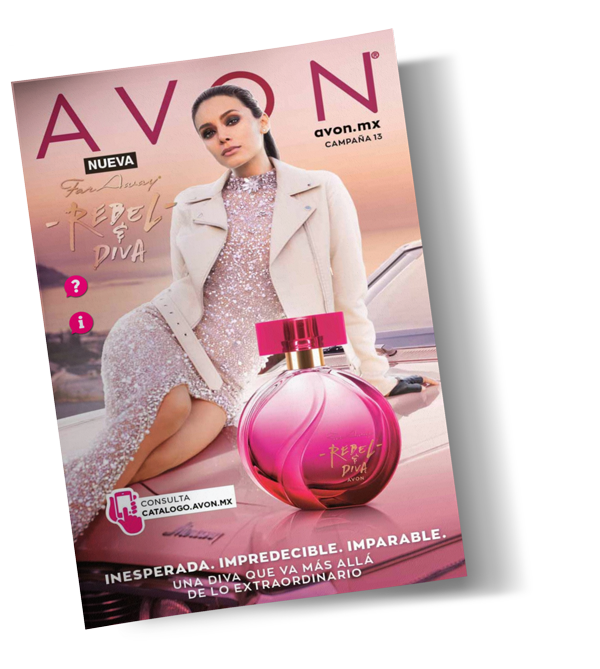 AVON®
avon.mx
CAMPAÑA 13
NUEVA
Far Away
-REBEL-
&
DIVA
?
i
-REBEL-
&
DIVA
AVON
CONSULTA
CATALOGO.AVON.MX
INESPERADA. IMPREDECIBLE. IMPARABLE.
UNA DIVA QUE VA MÁS ALLÁ
DE LO EXTRAORDINARIO